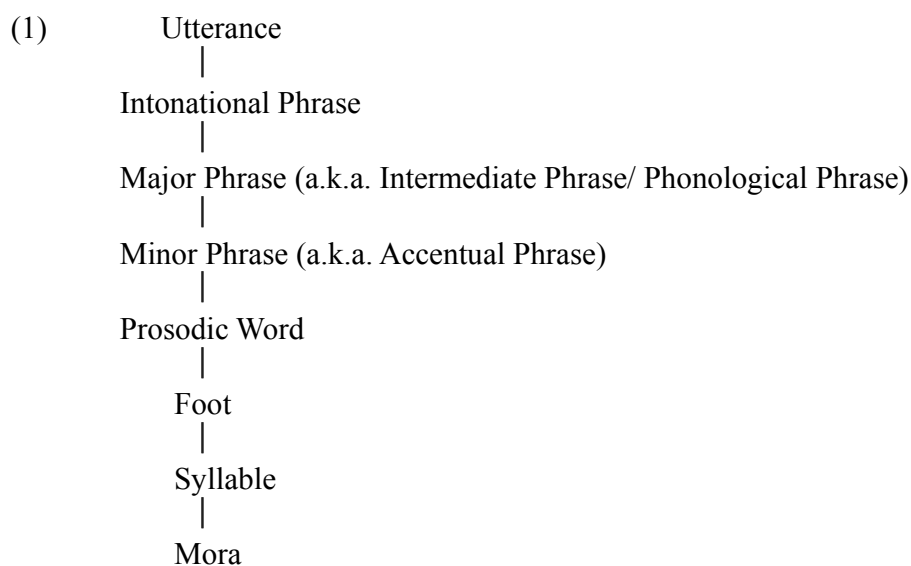 (1) Utterance
Intonational Phrase
Major Phrase (a.k.a. Intermediate Phrase/ Phonological Phrase)
Minor Phrase (a.k.a. Accentual Phrase)
Prosodic Word
Foot
Syllable
Mora